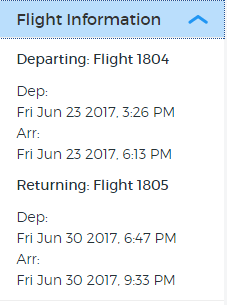 Flight Information
Departing: Flight 1804
Dep:
Fri Jun 23 2017, 3:26 PM
Arr:
Fri Jun 23 2017, 6:13 PM
Returning: Flight 1805
Dep:
Fri Jun 30 2017, 6:47 PM
Arr:
Fri Jun 30 2017, 9:33 PM